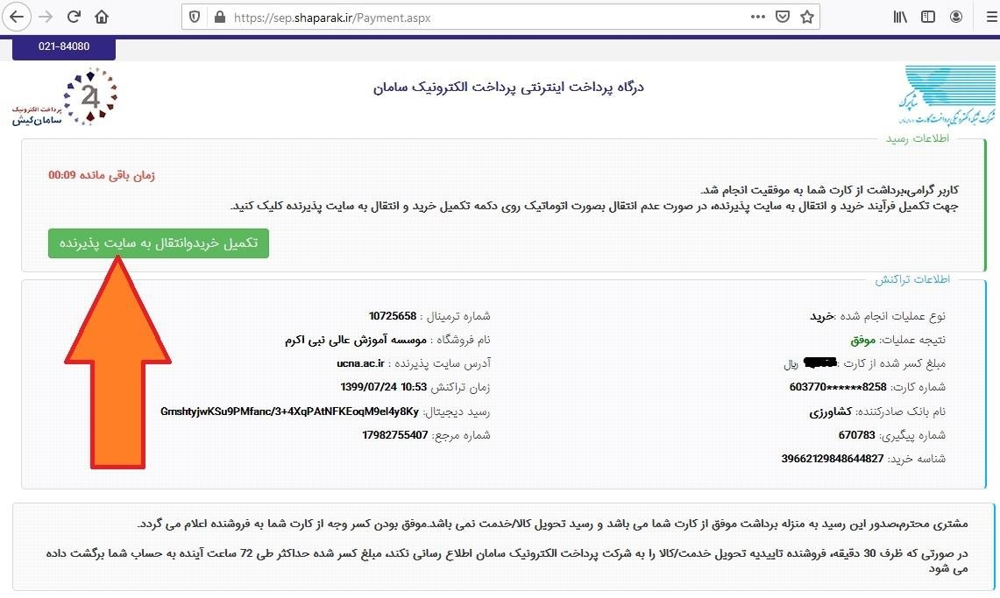 https://sep.shaparak.ir/Payment.aspx
021-84080
درگاه پرداخت اینترنتی پرداخت الکترونیک سامان
شاپرک
شرکت شبکه الکترونیکی پرداخت کارت
24
پرداخت الکترونیک
سامان‌کیش
اطلاعات رسید
زمان باقی مانده 00:09
کاربر گرامی،برداشت از کارت شما به موفقیت انجام شد.
جهت تکمیل فرآیند خرید و انتقال به سایت پذیرنده، در صورت عدم انتقال بصورت اتوماتیک روی دکمه تکمیل خرید و انتقال به سایت پذیرنده کلیک کنید.
تکمیل خریدوانتقال به سایت پذیرنده
اطلاعات تراکنش
نوع عملیات انجام شده :خرید
نتیجه عملیات: موفق
مبلغ کسر شده از کارت : ریال
شماره کارت: 603770******8258
نام بانک صادرکننده: کشاورزی
شماره پیگیری: 670783
شناسه خرید: 39662129848644827
شماره ترمینال : 10725658
نام فروشگاه : موسسه آموزش عالی نبی اکرم
آدرس سایت پذیرنده : ucna.ac.ir
زمان تراکنش 10:53 1399/07/24
رسید دیجیتال: GmshtyjwKSu9PMfanc/3+4XqPAtNFKEoqM9el4y8Ky
شماره مرجع: 17982755407
مشتری محترم،صدور این رسید به منزله برداشت موفق از کارت شما می باشد و رسید تحویل کالا/خدمت نمی باشد.موفق بودن کسر وجه از کارت شما به فروشنده اعلام می گردد.
در صورتی که ظرف 30 دقیقه، فروشنده تاییدیه تحویل خدمت/کالا را به شرکت پرداخت الکترونیک سامان اطلاع رسانی نکند، مبلغ کسر شده حداکثر طی 72 ساعت آینده به حساب شما برگشت داده
می شود